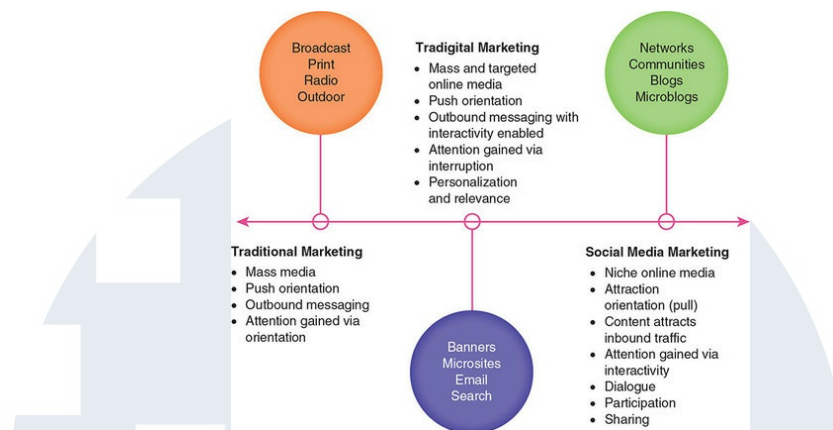 Broadcast
Print
Radio
Outdoor
Tradigital Marketing
• Mass and targeted
online media
• Push orientation
• Outbound messaging with
interactivity enabled
• Attention gained via
interruption
• Personalization
and relevance
Networks
Communities
Blogs
Microblogs
Traditional Marketing
• Mass media
• Push orientation
• Outbound messaging
• Attention gained via
orientation
Banners
Microsites
Email
Search
Social Media Marketing
• Niche online media
• Attraction
orientation (pull)
• Content attracts
inbound traffic
• Attention gained via
interactivity
• Dialogue
• Participation
• Sharing